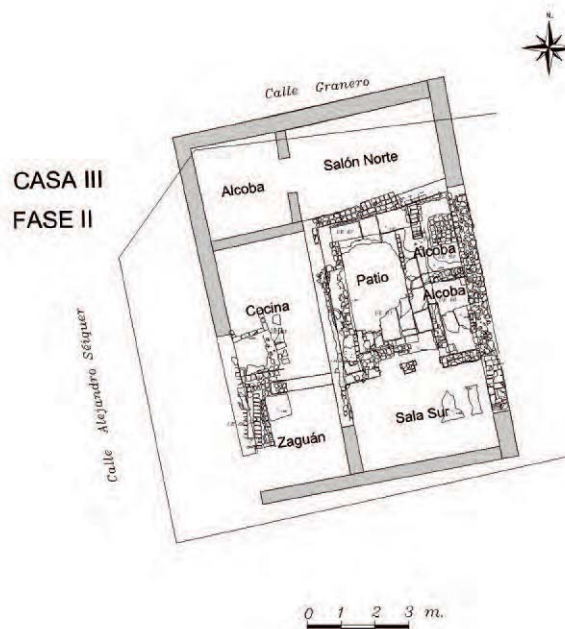 N.
Calle Granero
CASA III
FASE II
Salón Norte
Alcoba
Alcoba
Patio
Alcoba
Cocina
Calle Alejandro Séiquer
Sala Sur
Zaguán
0 1 2 3 m.